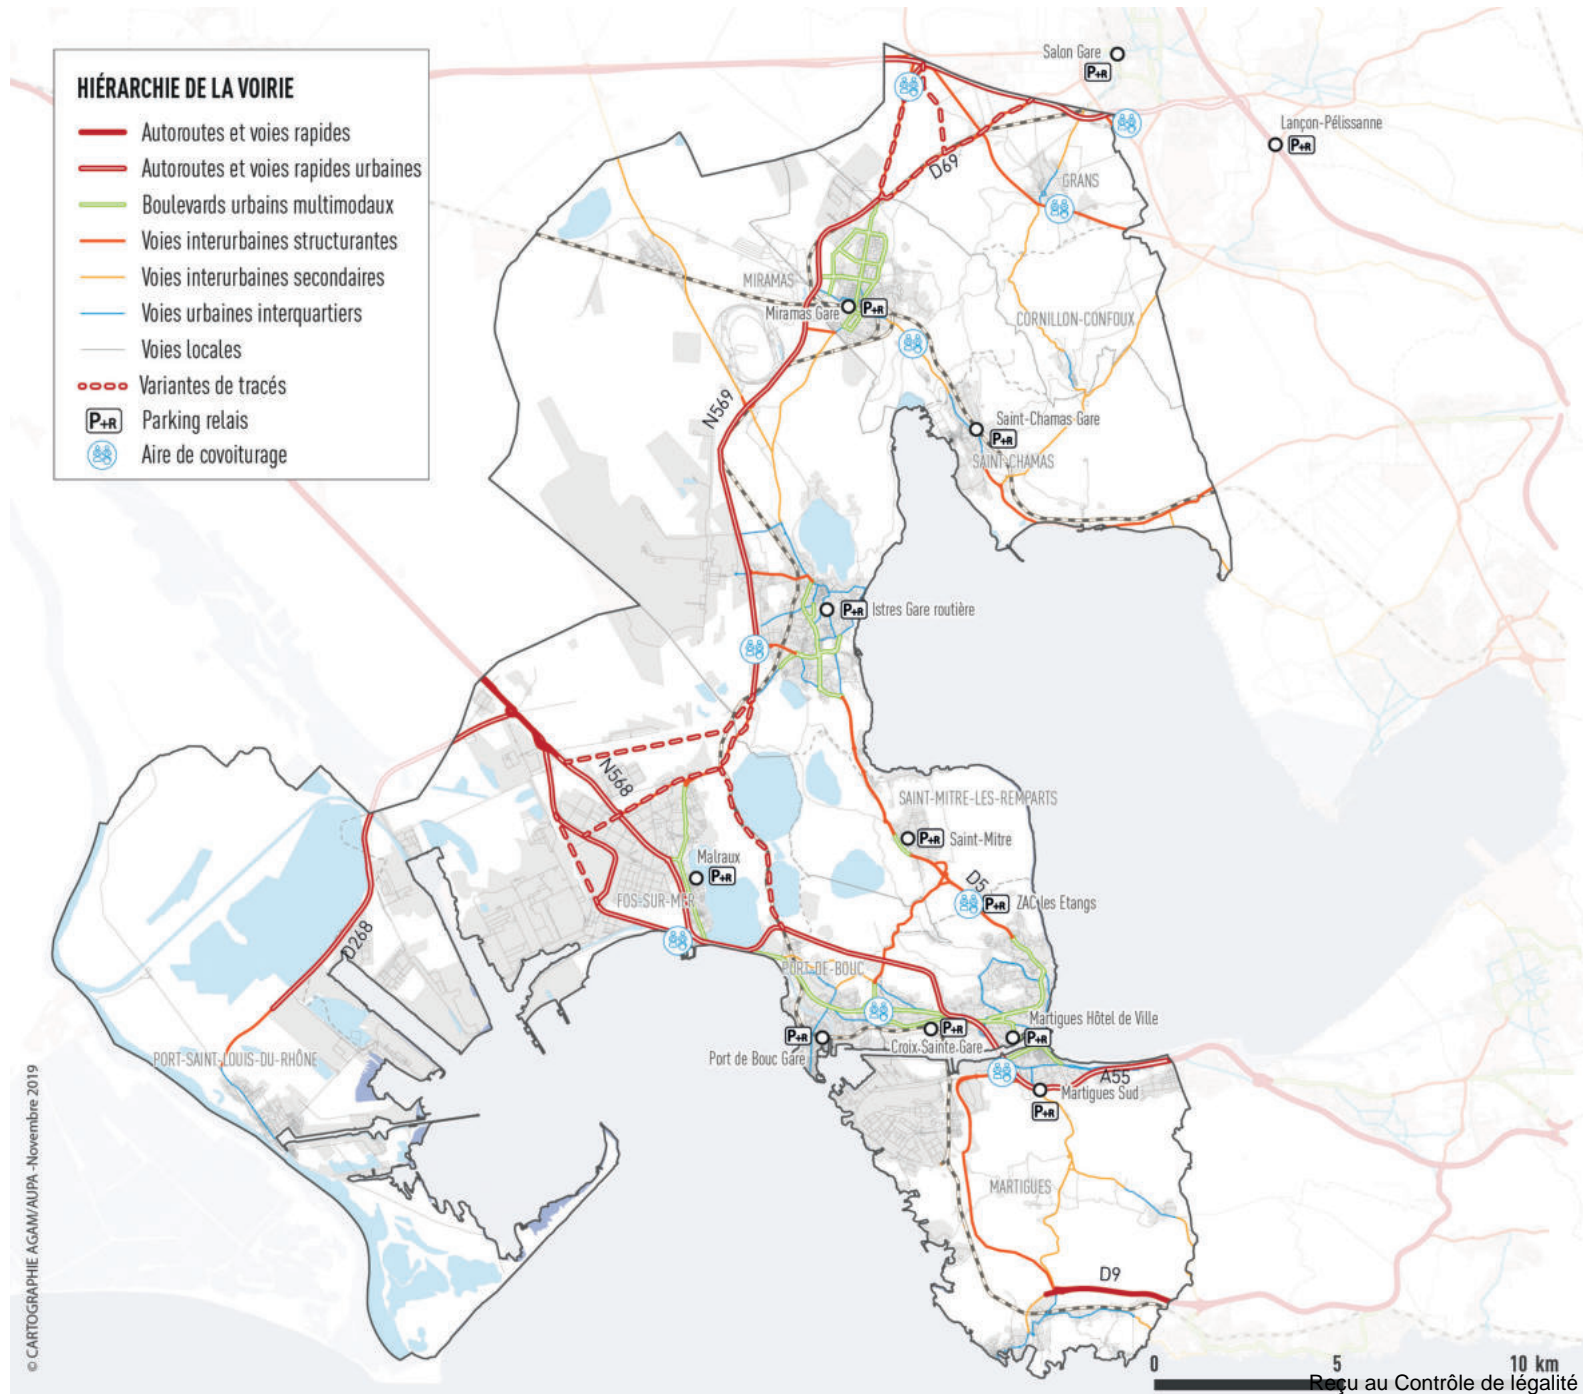 HIÉRARCHIE DE LA VOIRIE
Autoroutes et voies rapides
Autoroutes et voies rapides urbaines
Boulevards urbains multimodaux
Voies interurbaines structurantes
Voies interurbaines secondaires
Voies urbaines interquartiers
Voies locales
Variantes de tracés
P+R Parking relais
Aire de covoiturage
Salon Gare
P+R
Lançon-Pélissanne
P+R
D69
GRANS
MIRAMAS
Miramas Gare
P+R
CORNILLON-CONFOUX
N569
Saint-Chamas Gare
P+R
SAINT-CHAMAS
P+R Istres Gare routière
N568
SAINT-MITRE-LES-REMPARTS
P+R Saint-Mitre
Malraux
P+R
D5
P+R ZAC les Etangs
FOS-SUR-MER
D268
PORT-DE-BOUC
Martigues Hôtel de Ville
P+R
P+R
P+R
Croix Sainte Gare
Port de Bouc Gare
PORT-SAINT-LOUIS-DU-RHÔNE
A55
Martigues Sud
P+R
MARTIGUES
D9
0 5 10 km
Reçu au Contrôle de légalité
© CARTOGRAPHIE AGAM/AUPA -Novembre 2019